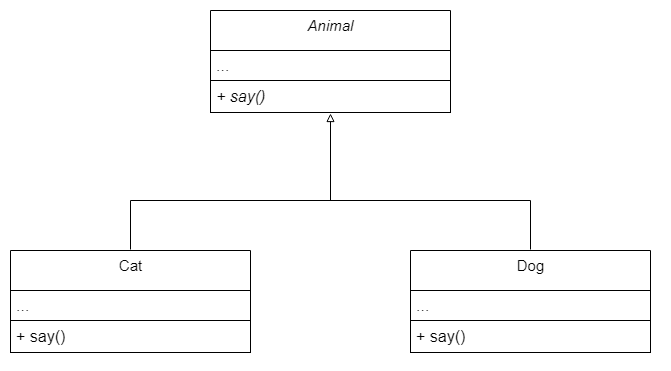 Animal
...
+ say()
Cat
...
+ say()
Dog
...
+ say()